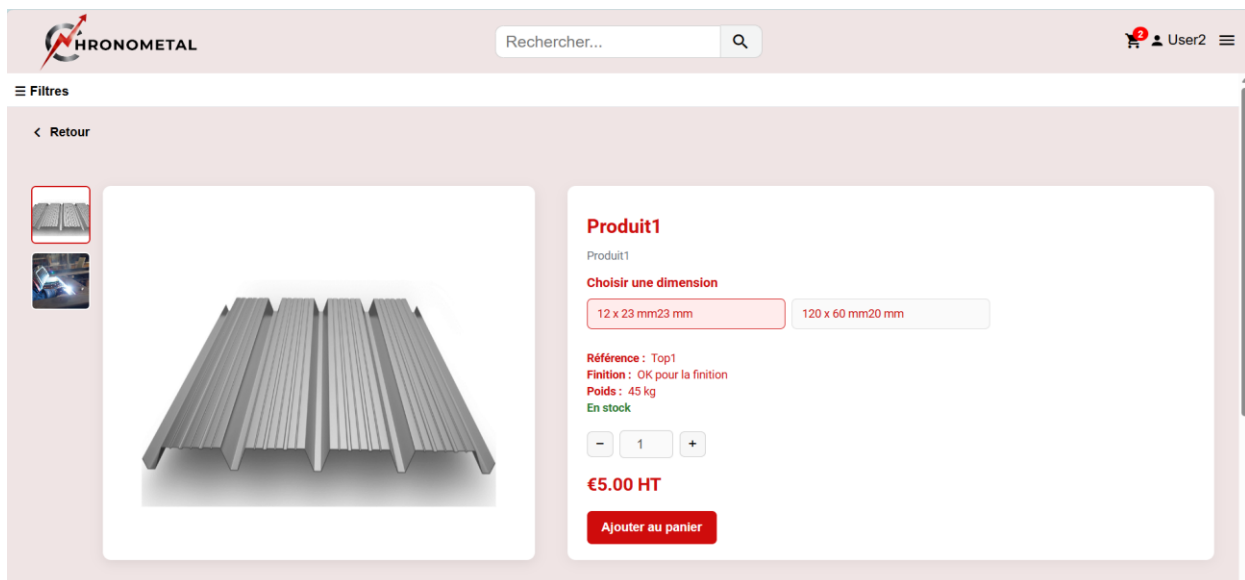 HRONOMETAL
Rechercher...
2
User2
Filtres
Retour
Produit1
Produit1
Choisir une dimension
12 x 23 mm23 mm
120 x 60 mm20 mm
Référence : Top1
Finition : OK pour la finition
Poids : 45 kg
En stock
- 1 +
€5.00 HT
Ajouter au panier